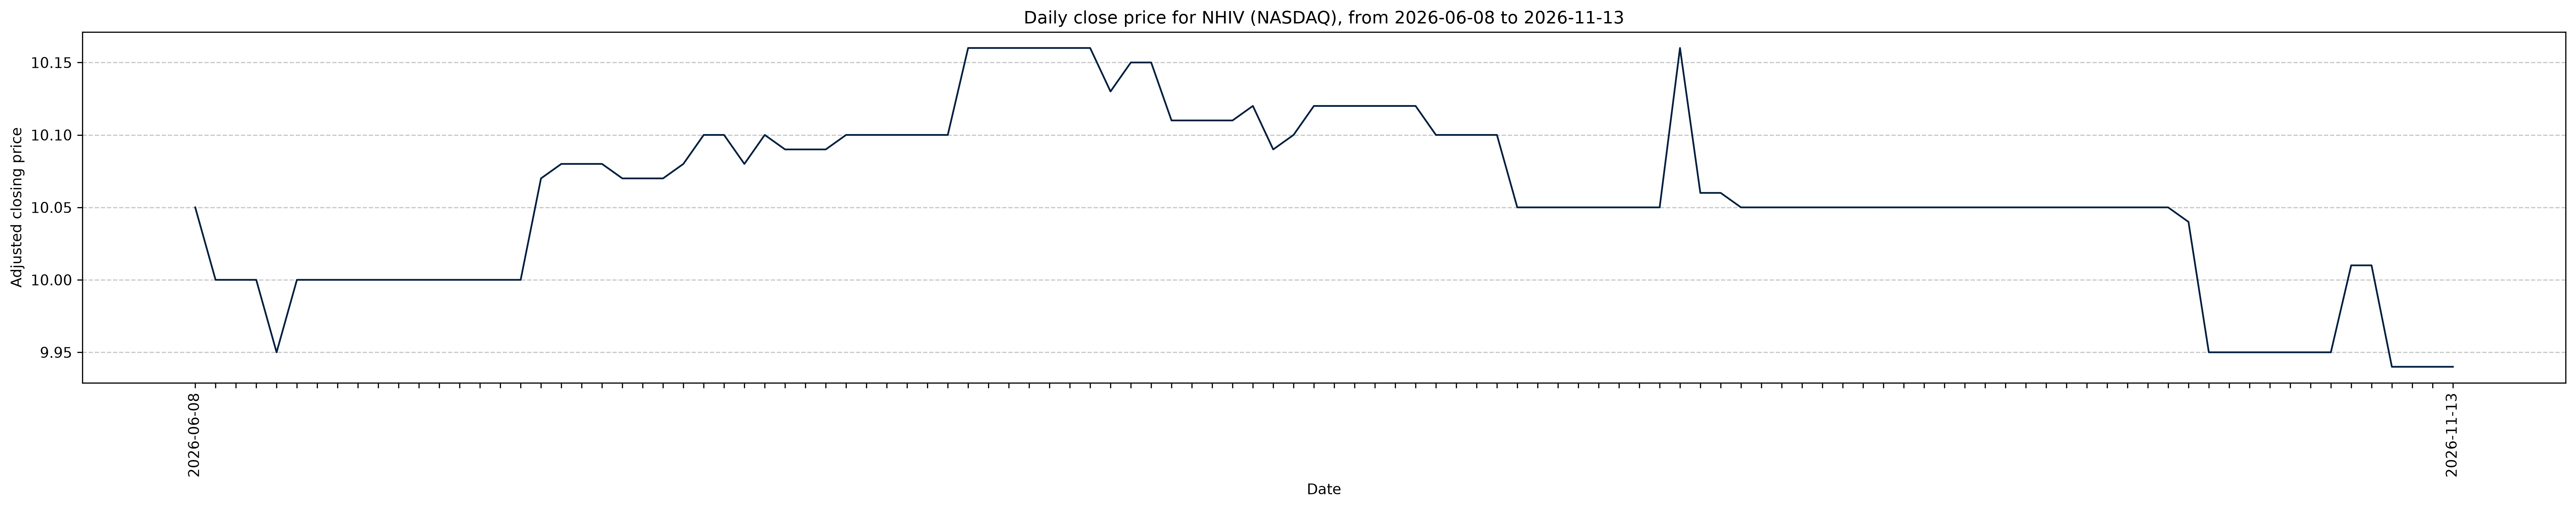 Daily close price for NHIV (NASDAQ), from 2026-06-08 to 2026-11-13
Adjusted closing price
10.15
10.10
10.05
10.00
9.95
2026-06-08
2026-11-13
Date